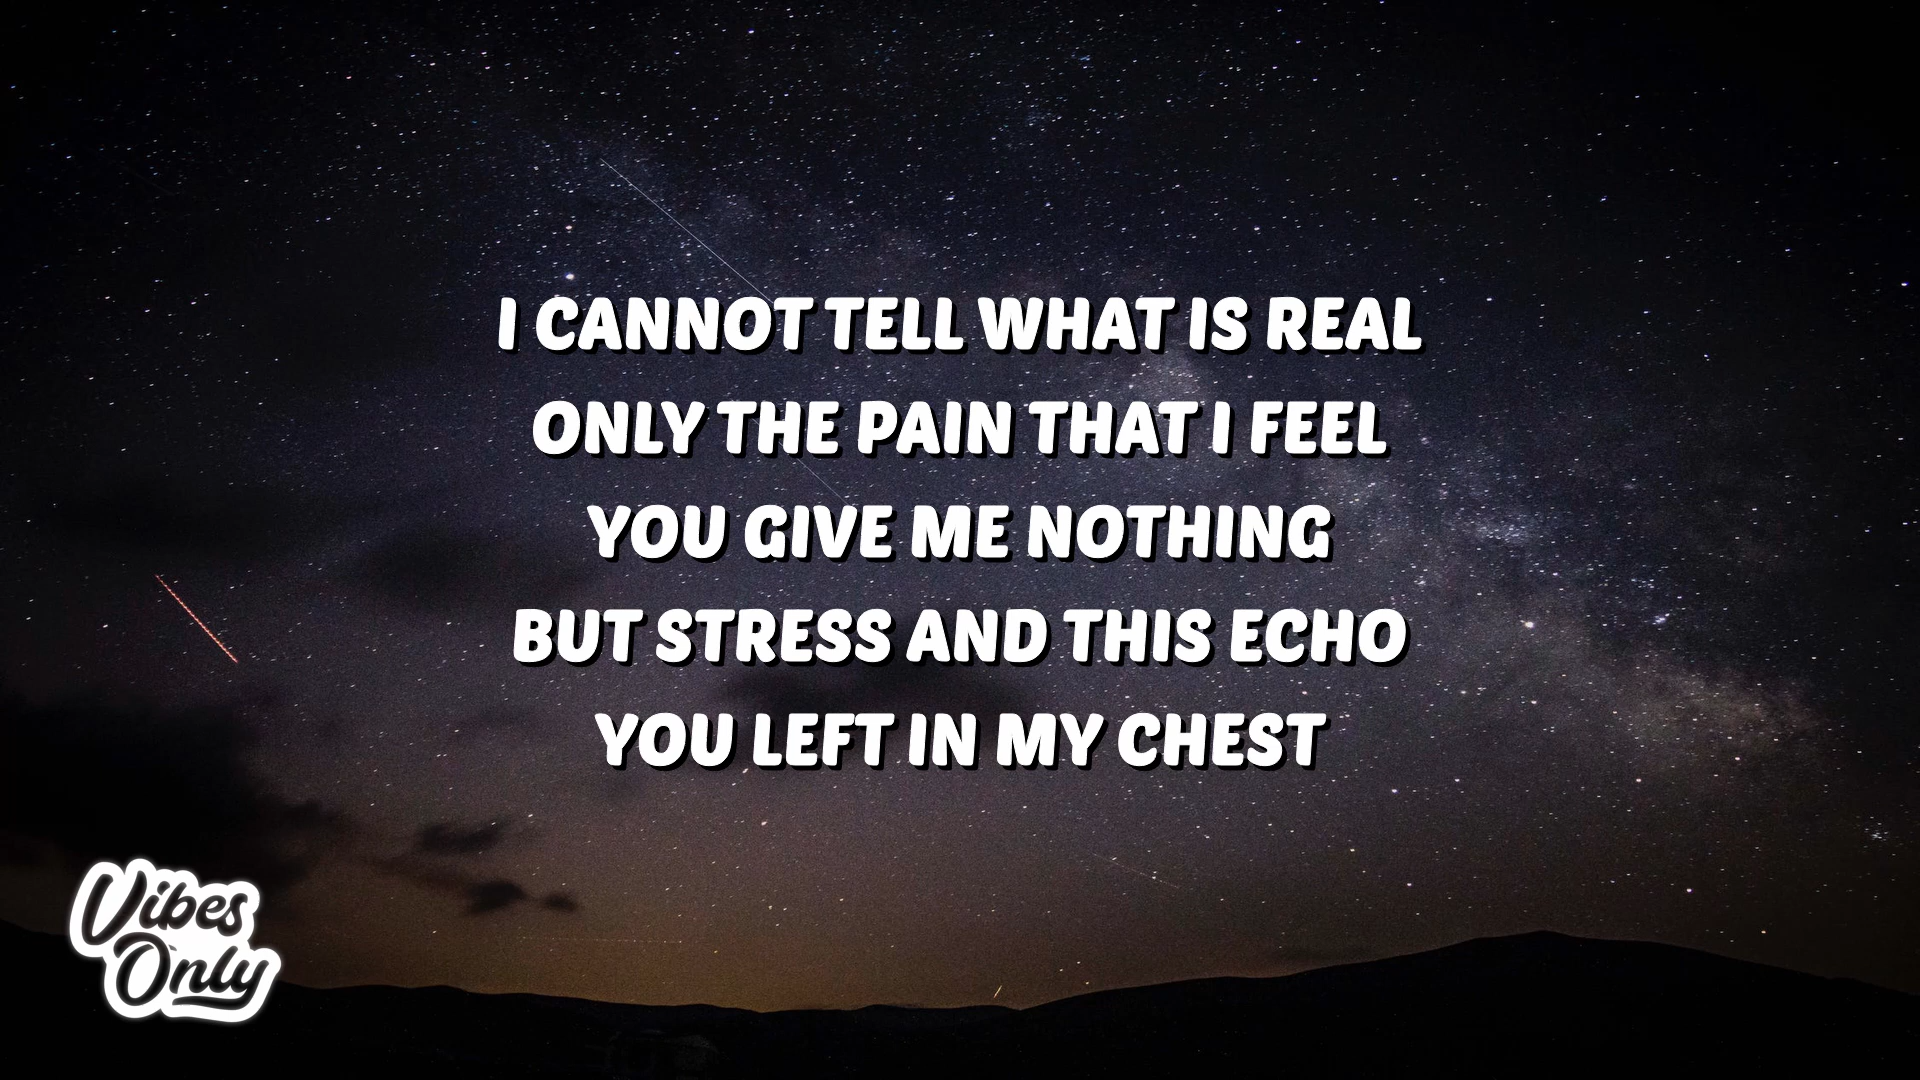 I CANNOT TELL WHAT IS REAL
ONLY THE PAIN THAT I FEEL
YOU GIVE ME NOTHING
BUT STRESS AND THIS ECHO
YOU LEFT IN MY CHEST
Vibes
Only